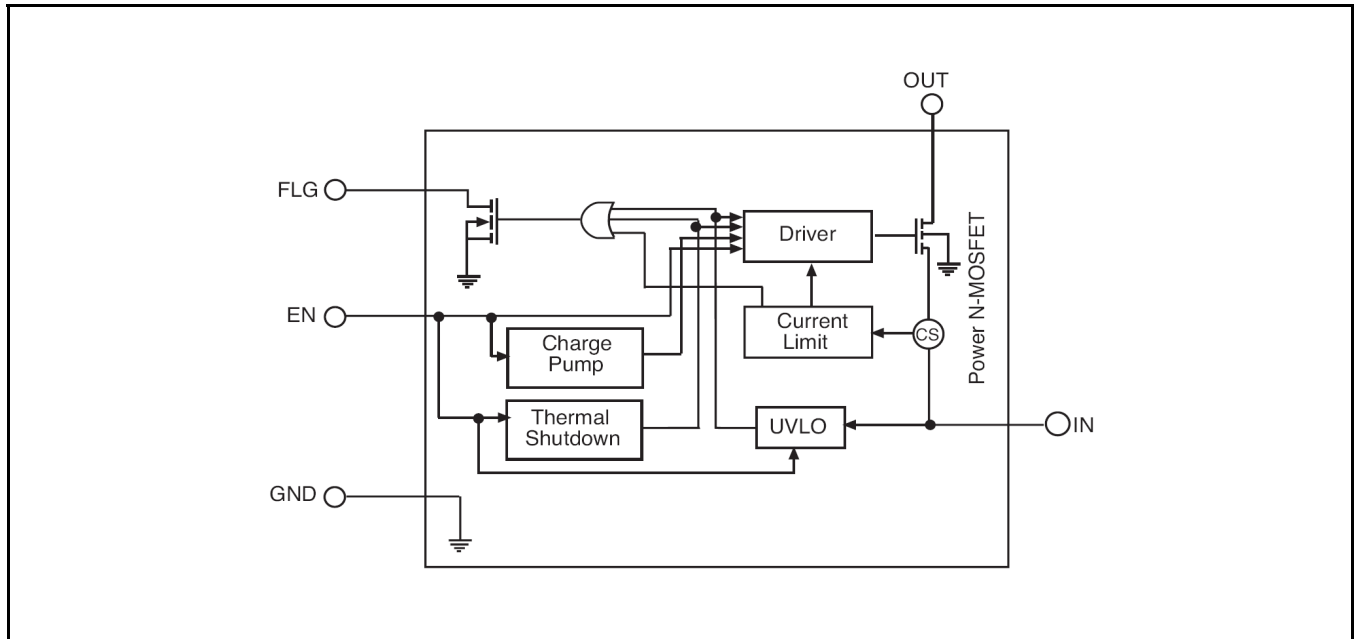 OUT
FLG
Driver
Power N-MOSFET
EN
Current
Limit
CS
Charge
Pump
Thermal
Shutdown
UVLO
IN
GND